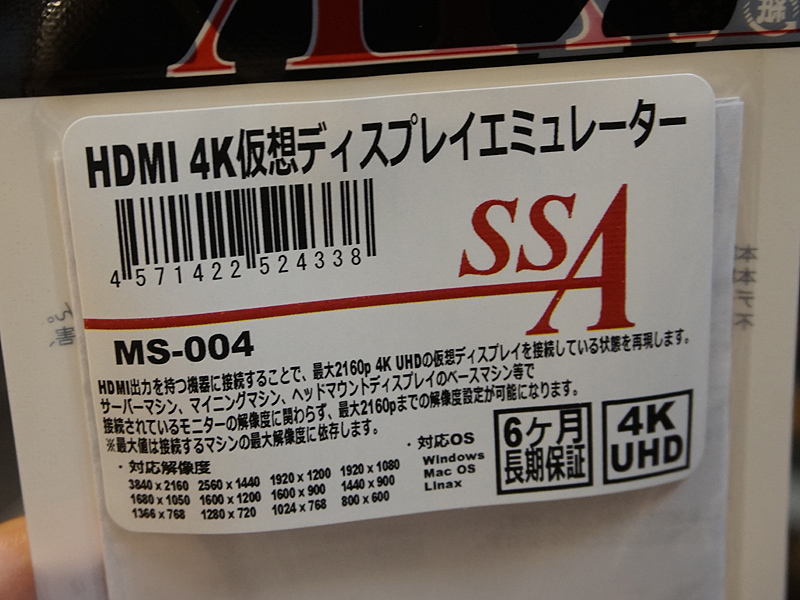 HDMI 4K仮想ディスプレイエミュレーター
4 571422 524338
SSA
MS-004
HDMI出力を持つ機器に接続することで、最大2160p 4K UHDの仮想ディスプレイを接続している状態を再現します。
サーバーマシン、マイニングマシン、ヘッドマウントディスプレイのベースマシン等で
接続されているモニターの解像度に関わらず、最大2160pまでの解像度設定が可能になります。
※最大値は接続するマシンの最大解像度に依存します。
・対応解像度
3840 x 2160 2560 x 1440 1920 x 1200 1920 x 1080
1680 x 1050 1600 x 1200 1600 x 900 1440 x 900
1366 x 768 1280 x 720 1024 x 768 800 x 600
・対応OS
Windows
Mac OS
Linax
6ヶ月
長期保証
4K
UHD